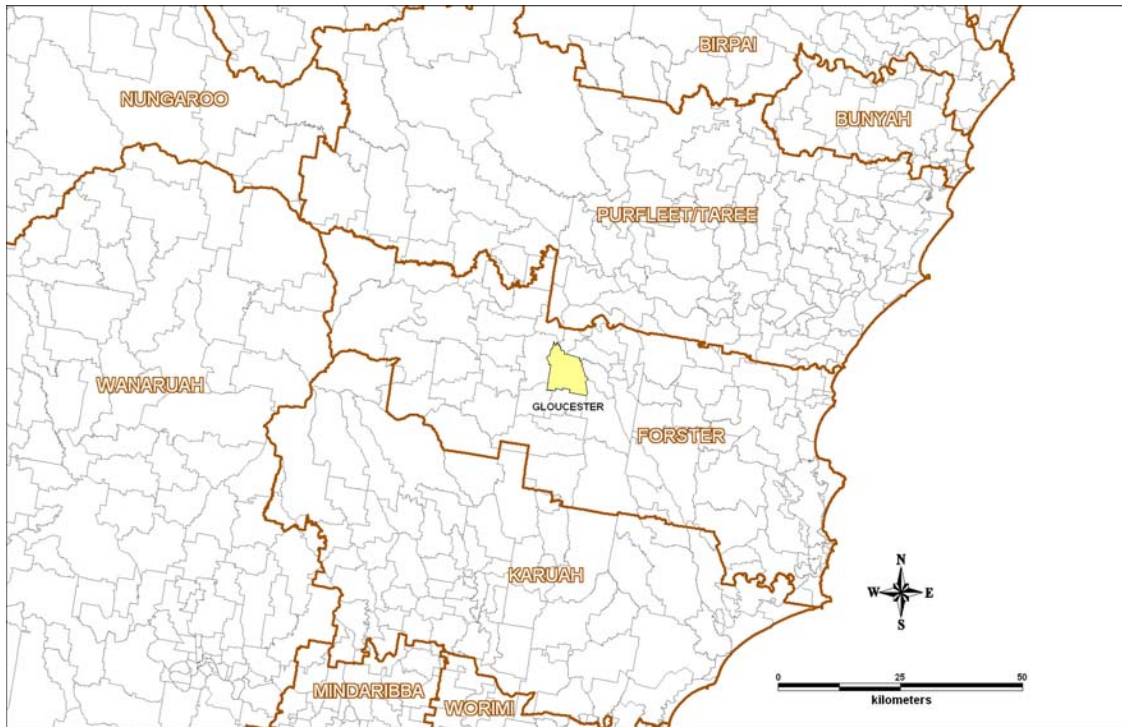 BIRPAI
NUNGAROO
BUNYAH
PURFLEET/TAREE
WANARUAH
GLOUCESTER
FORSTER
KARUAH
N
W E
S
MINDARIBBA
WORIMI
0 25 50
kilometers